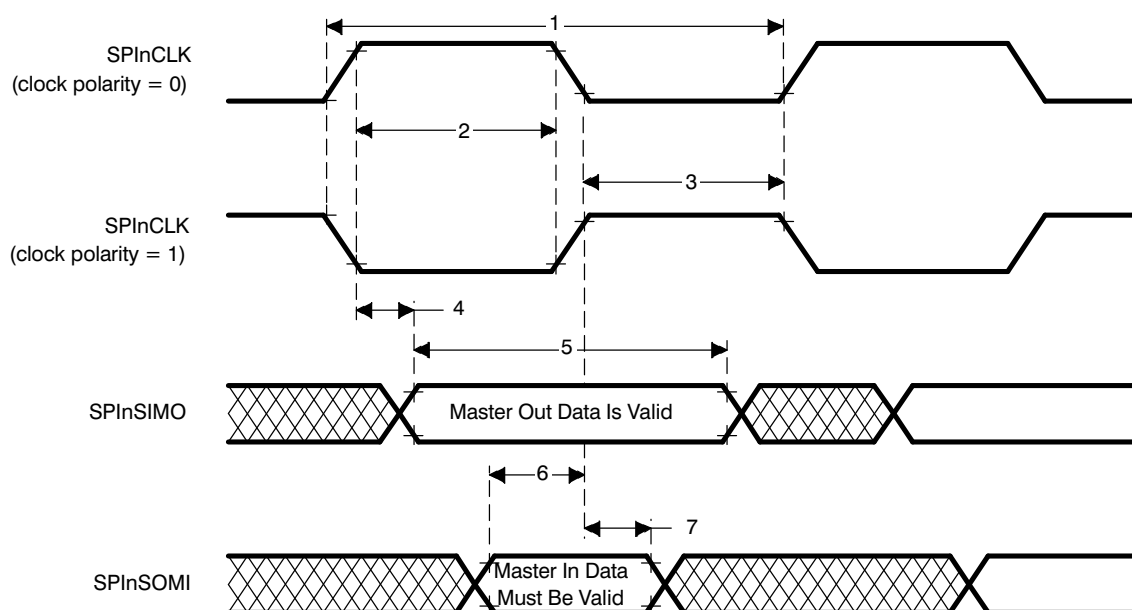 1
SPInCLK
(clock polarity = 0)
2
3
SPInCLK
(clock polarity = 1)
4
5
SPInSIMO
Master Out Data Is Valid
6
7
SPInSOMI
Master In Data
Must Be Valid